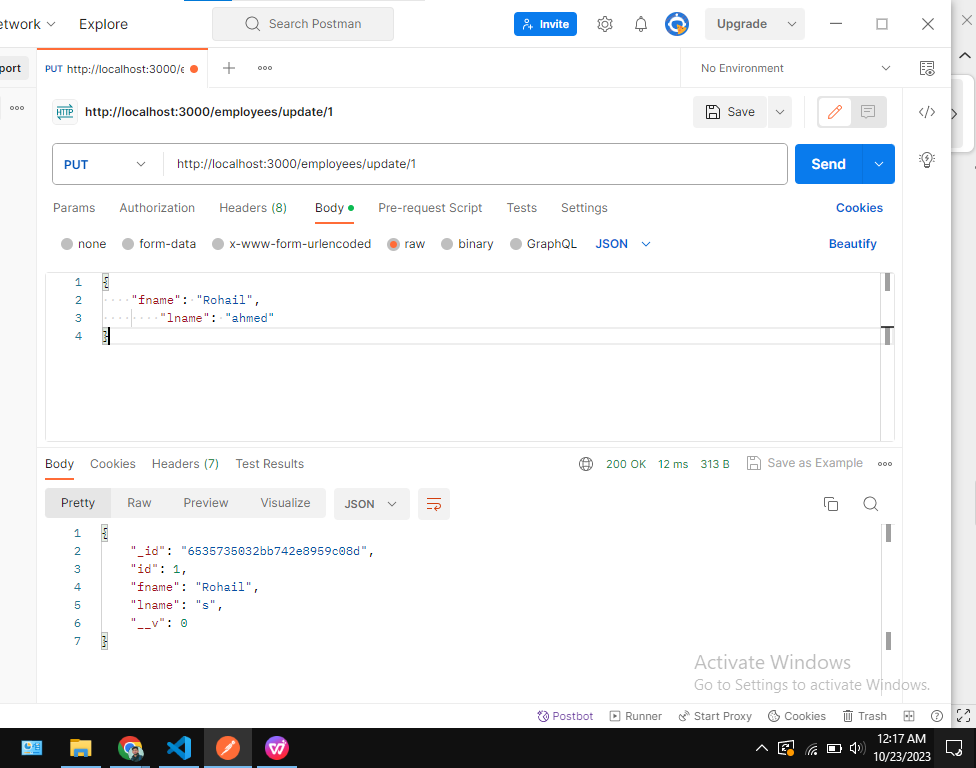 etwork Explore Search Postman Invite Upgrade
port PUT http://localhost:3000/e No Environment
HTTP http://localhost:3000/employees/update/1 Save
PUT http://localhost:3000/employees/update/1 Send
Params Authorization Headers (8) Body Pre-request Script Tests Settings Cookies
none form-data x-www-form-urlencoded raw binary GraphQL JSON Beautify
1 {
2 "fname": "Rohail",
3 "lname": "ahmed"
4 }
Body Cookies Headers (7) Test Results 200 OK 12 ms 313 B Save as Example
Pretty Raw Preview Visualize JSON
1 {
2 "_id": "6535735032bb742e8959c08d",
3 "id": 1,
4 "fname": "Rohail",
5 "lname": "s",
6 "__v": 0
7 }
Activate Windows
Go to Settings to activate Windows.
Postbot Runner Start Proxy Cookies Trash
12:17 AM
10/23/2023